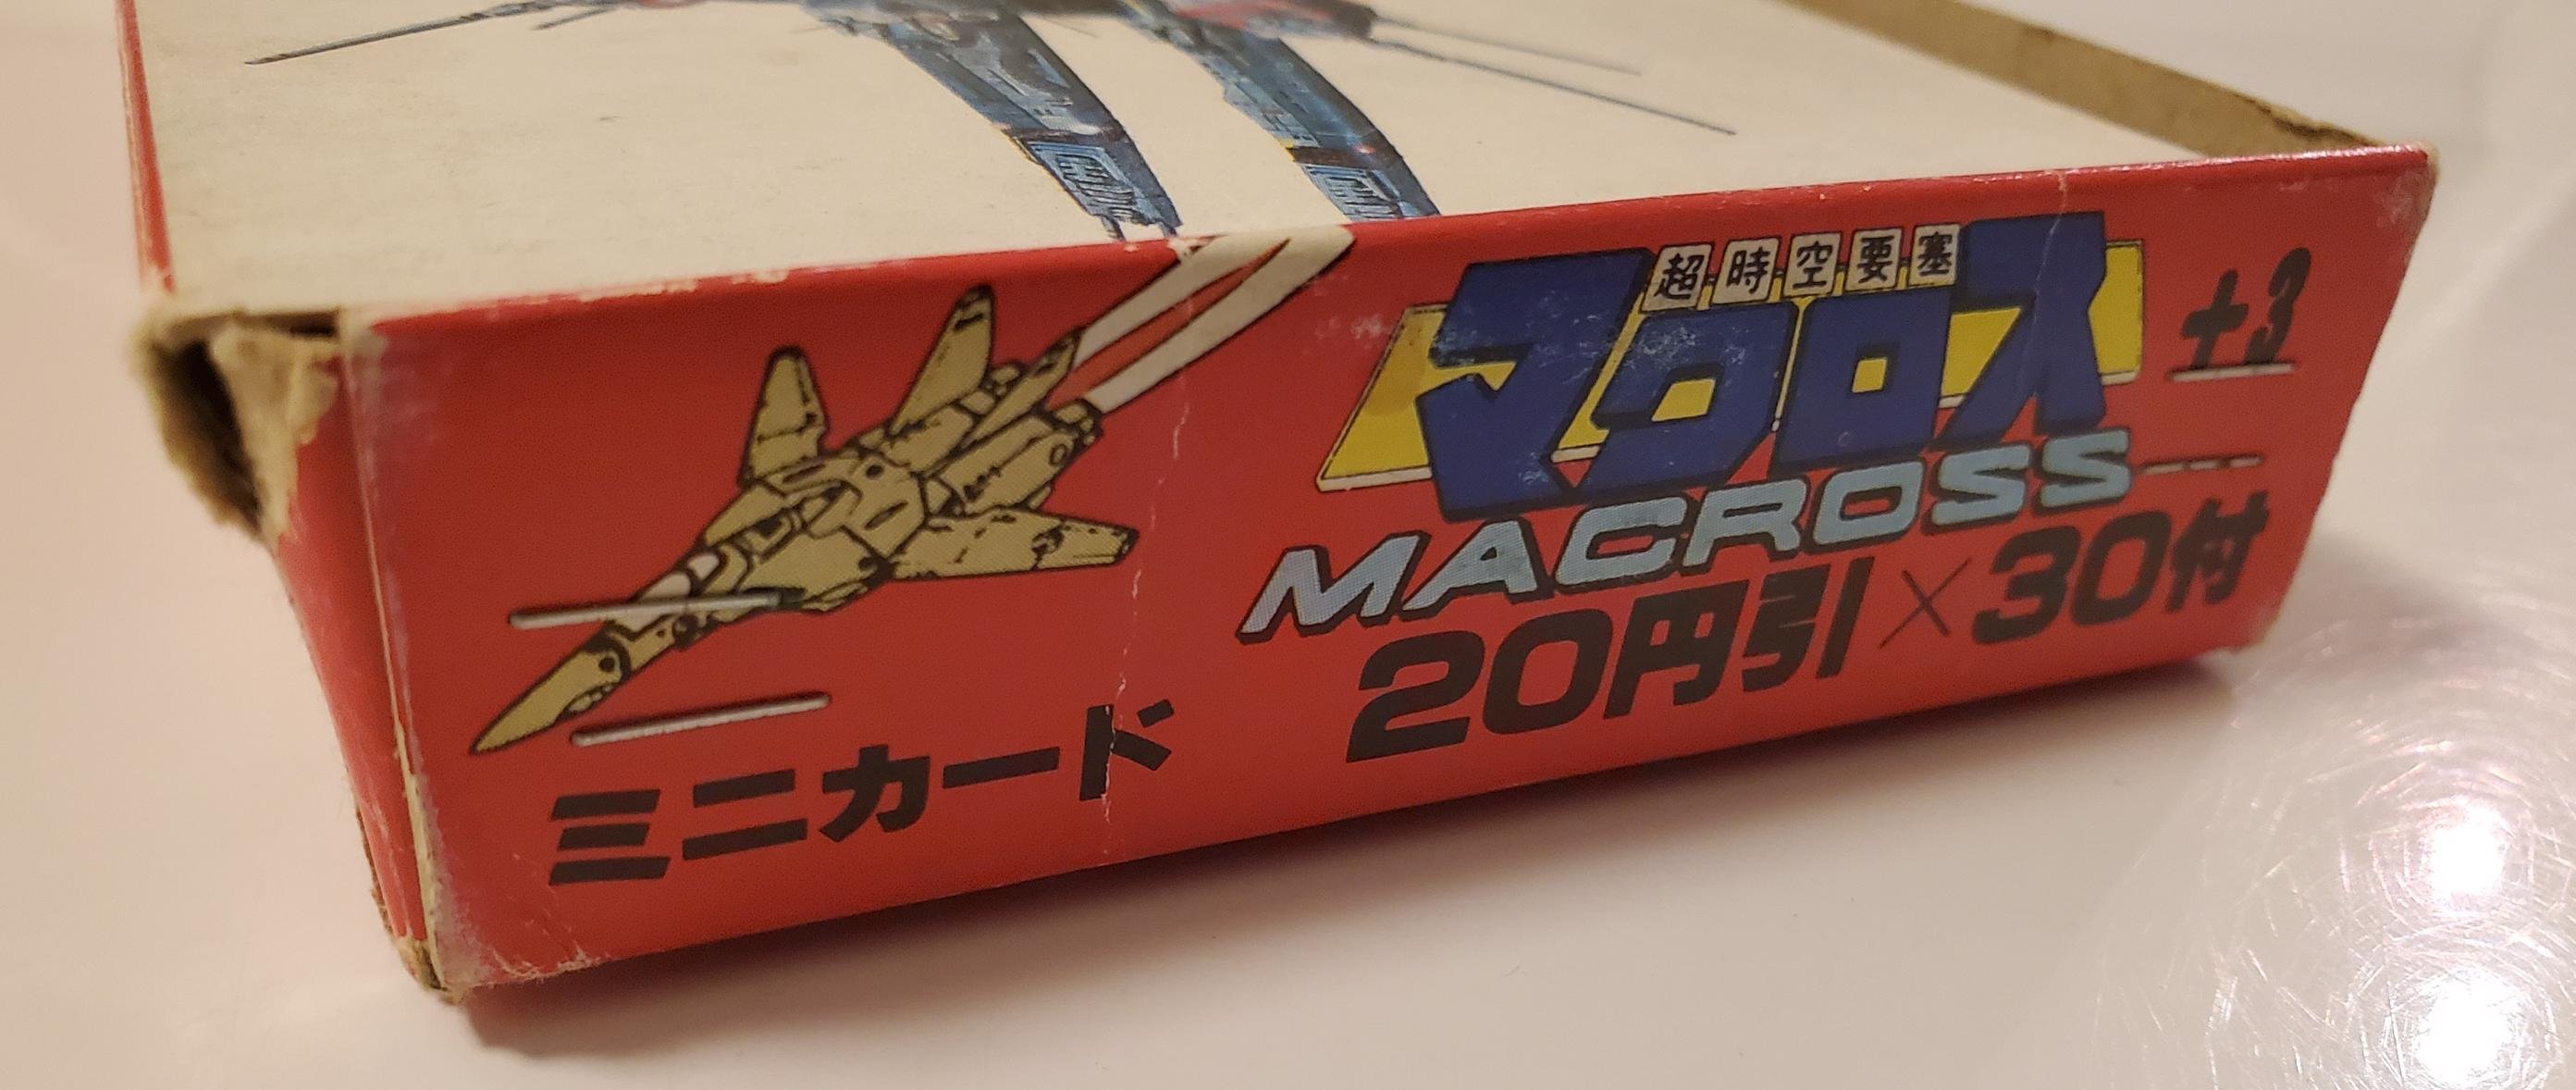 超時空要塞
マクロス
MACROSS
+3
20円引×30付
ミニカード